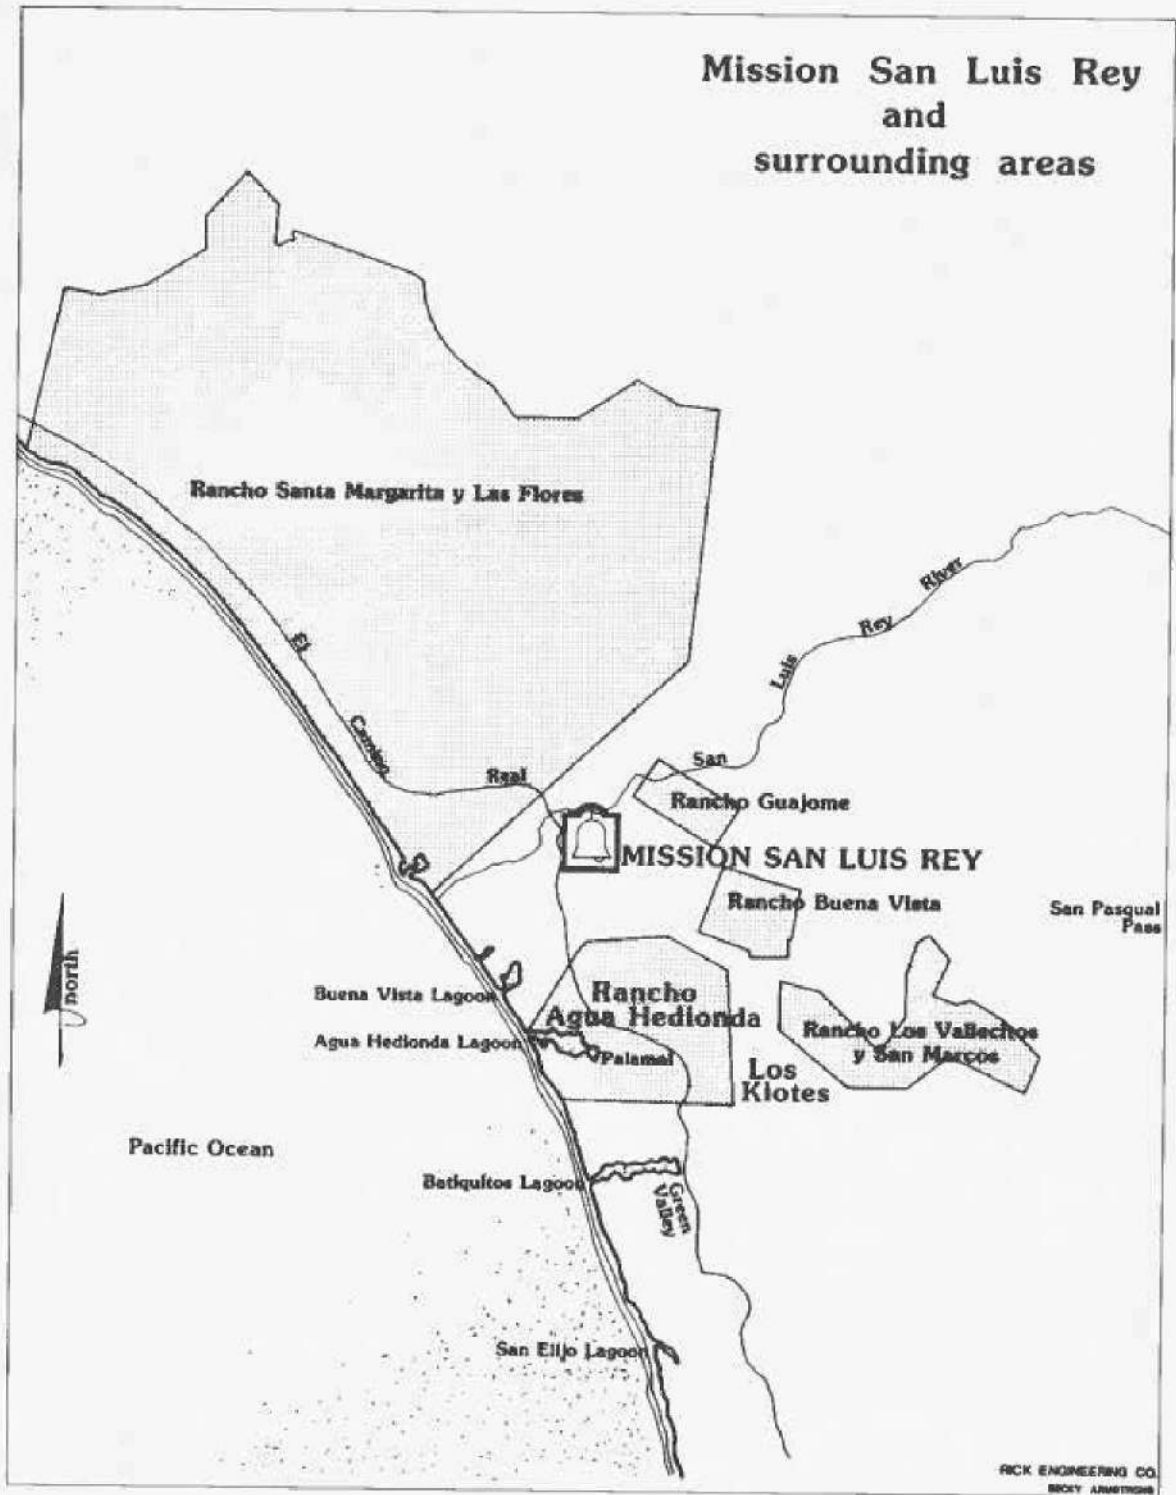 Mission San Luis Rey
and
surrounding areas
Rancho Santa Margarita y Las Flores
El
Camino
Real
San
Luis
Rey
River
Rancho Guajome
MISSION SAN LUIS REY
Rancho Buena Vista
San Pasqual
Pass
north
Buena Vista Lagoon
Rancho
Agua Hedionda
Agua Hedionda Lagoon
Palamai
Rancho Los Vallecitos
y San Marcos
Los
Kiotes
Pacific Ocean
Batiquitos Lagoon
Green
Valley
San Elijo Lagoon
RICK ENGINEERING CO.
BECKY ARMSTRONG